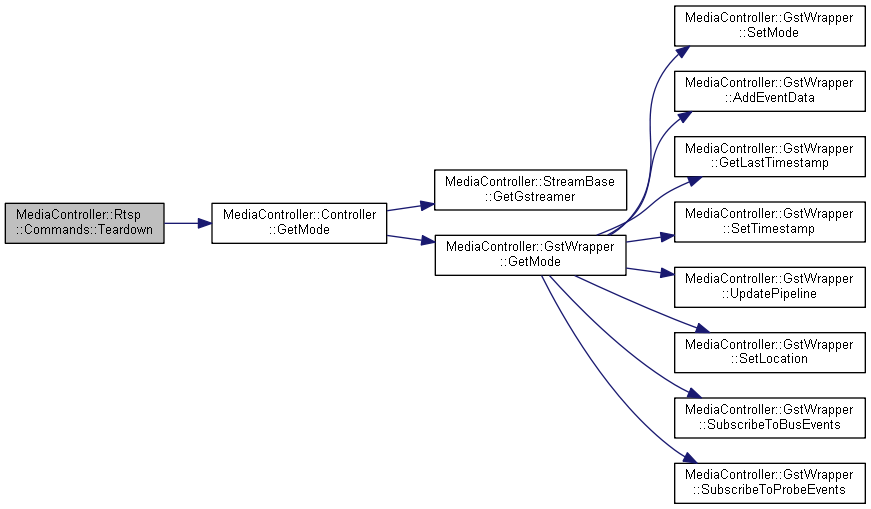 MediaController::Rtsp
::Commands::Teardown
MediaController::Controller
::GetMode
MediaController::StreamBase
::GetGstreamer
MediaController::GstWrapper
::GetMode
MediaController::GstWrapper
::SetMode
MediaController::GstWrapper
::AddEventData
MediaController::GstWrapper
::GetLastTimestamp
MediaController::GstWrapper
::SetTimestamp
MediaController::GstWrapper
::UpdatePipeline
MediaController::GstWrapper
::SetLocation
MediaController::GstWrapper
::SubscribeToBusEvents
MediaController::GstWrapper
::SubscribeToProbeEvents